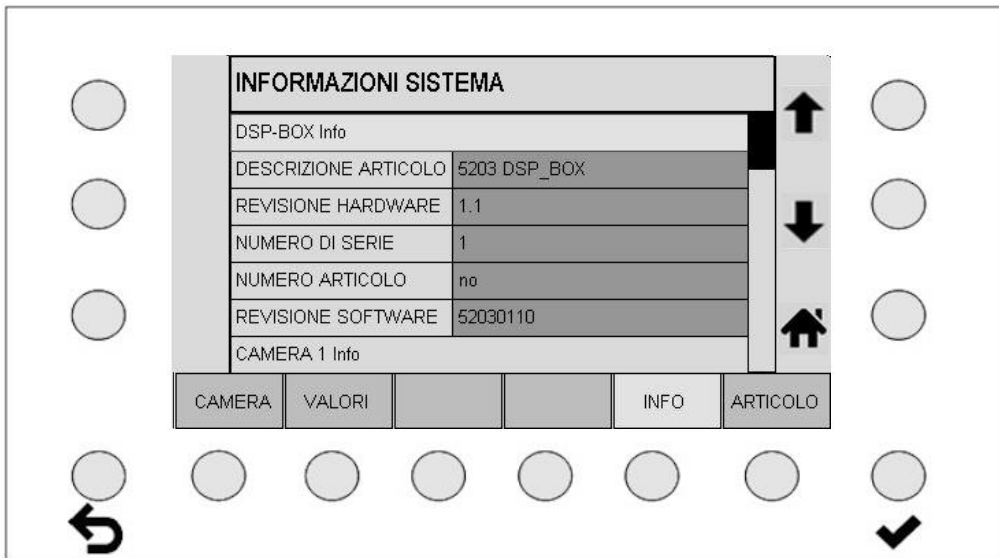 INFORMAZIONI SISTEMA
DSP-BOX Info
DESCRIZIONE ARTICOLO 5203 DSP_BOX
REVISIONE HARDWARE 1.1
NUMERO DI SERIE 1
NUMERO ARTICOLO no
REVISIONE SOFTWARE 52030110
CAMERA 1 Info
CAMERA VALORI INFO ARTICOLO